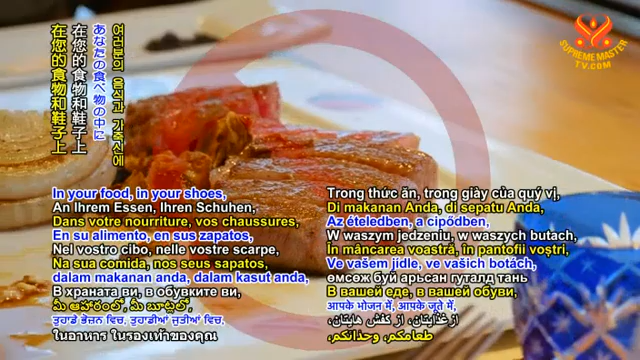 SUPREME MASTER
TV.COM
在您的食物和鞋子上
在您的食物和鞋子上
あなたの食べ物の中に
여러분의 음식과 가죽신에
In your food, in your shoes,
An Ihrem Essen, Ihren Schuhen,
Dans votre nourriture, vos chaussures,
En su alimento, en sus zapatos,
Nel vostro cibo, nelle vostre scarpe,
Na sua comida, nos seus sapatos,
dalam makanan anda, dalam kasut anda,
В храната ви, в обувките ви,
మీ ఆహారంలో, మీ బూట్లలో,
ਤੁਹਾਡੇ ਭੋਜਨ ਵਿਚ, ਤੁਹਾਡੀਆਂ ਜੁਤੀਆਂ ਵਿਚ,
ในอาหาร ในรองเท้าของคุณ
Trong thức ăn, trong giày của quý vị,
Di makanan Anda, di sepatu Anda,
Az ételedben, a cipődben,
W waszym jedzeniu, w waszych butach,
În mâncarea voastră, în pantofii voştri,
Ve vašem jídle, ve vašich botách,
өмсөж буй арьсан гуталд тань
В вашей еде, в вашей обуви,
आपके भोजन में, आपके जूते में,
در غذایتان، در کفش هایتان،
طعامكم، وحذائكم،